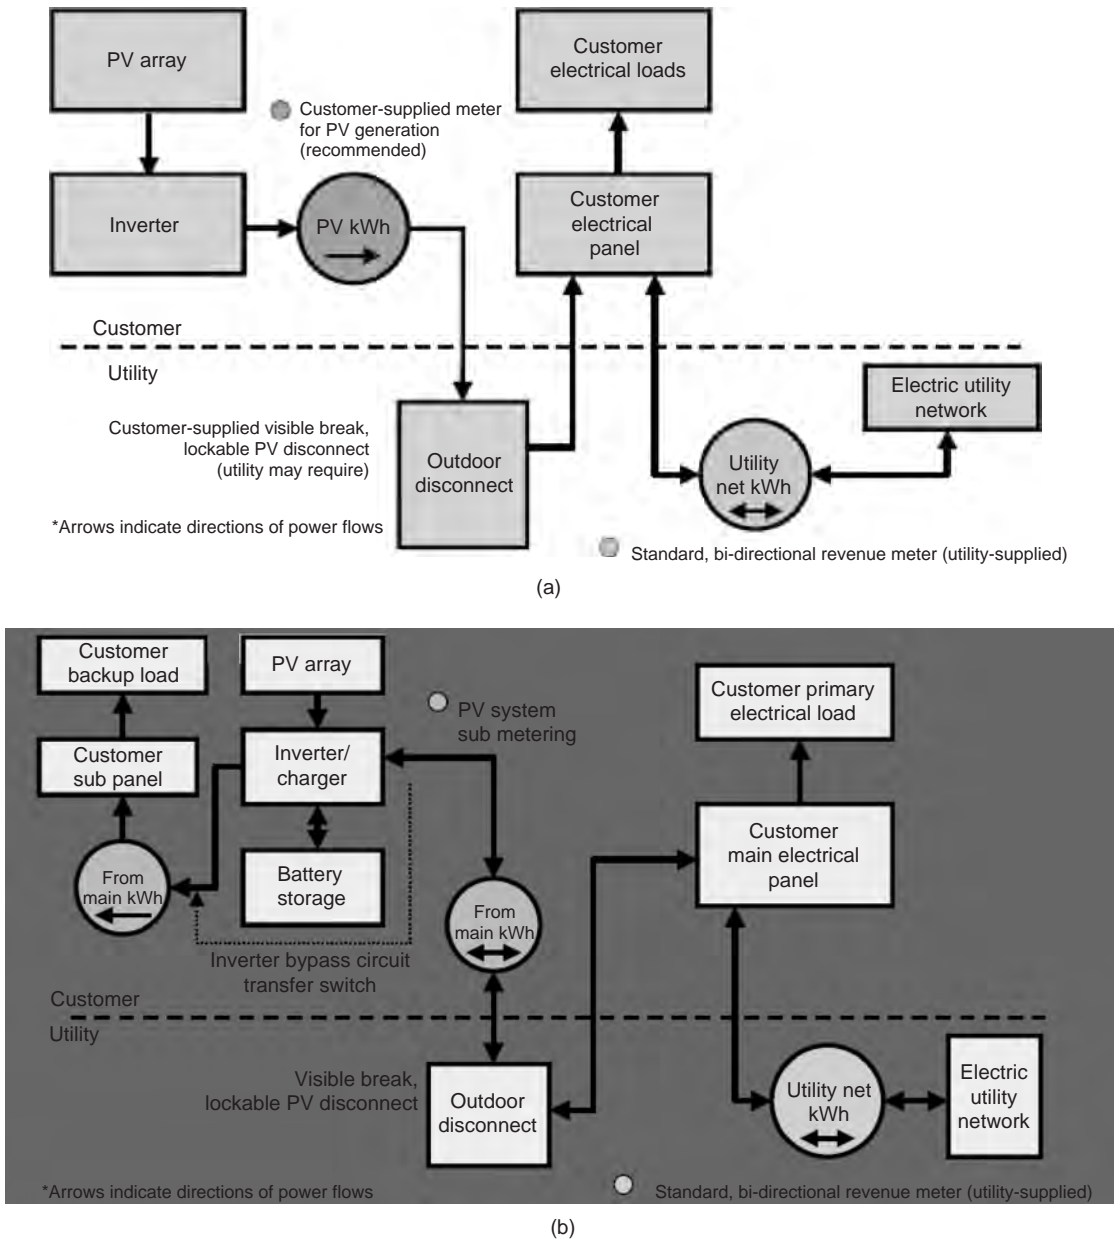 PV array
Customer
electrical loads
Customer-supplied meter
for PV generation
(recommended)
Inverter
PV kWh
Customer
electrical
panel
Customer
Utility
Electric utility
network
Customer-supplied visible break,
lockable PV disconnect
(utility may require)
Outdoor
disconnect
Utility
net kWh
*Arrows indicate directions of power flows
Standard, bi-directional revenue meter (utility-supplied)
(a)
Customer
backup load
PV array
PV system
sub metering
Customer primary
electrical load
Customer
sub panel
Inverter/
charger
Customer
main electrical
panel
From
main kWh
Battery
storage
From
main kWh
Inverter bypass circuit
transfer switch
Customer
Utility
Visible break,
lockable PV disconnect
Outdoor
disconnect
Utility net
kWh
Electric
utility
network
*Arrows indicate directions of power flows
Standard, bi-directional revenue meter (utility-supplied)
(b)